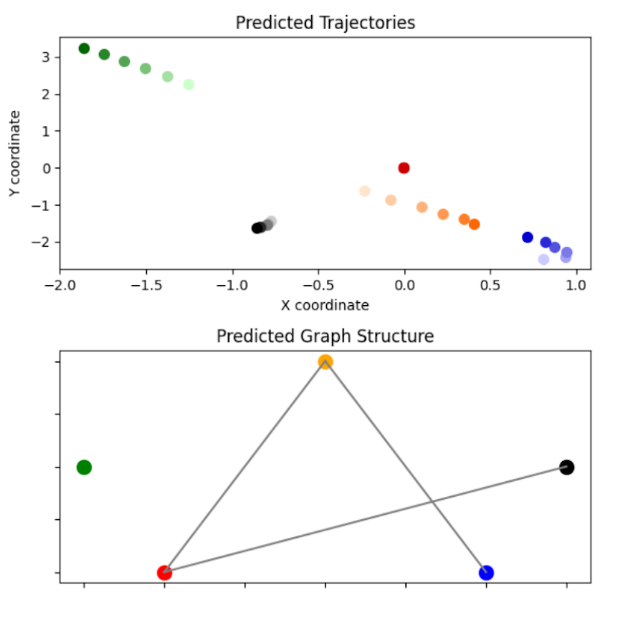 Predicted Trajectories
3
2
1
0
−1
−2
Y coordinate
−2.0 −1.5 −1.0 −0.5 0.0 0.5 1.0
X coordinate
Predicted Graph Structure